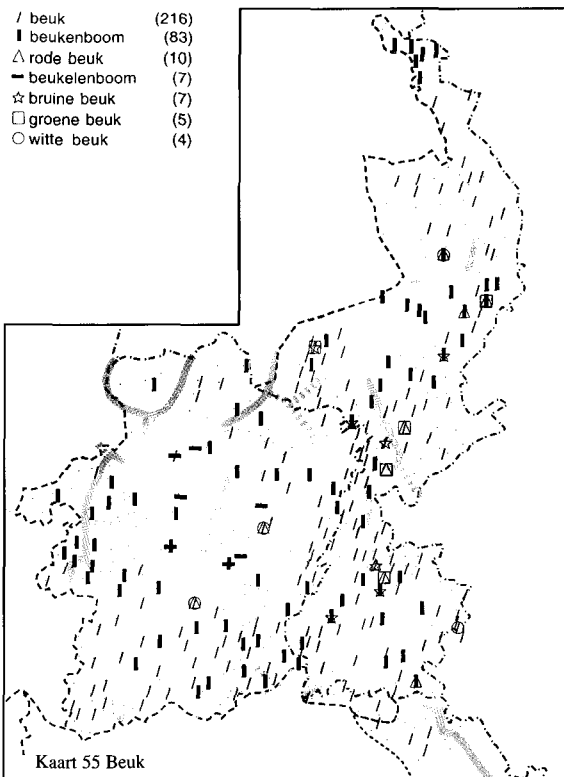 beuk (216)
beukenboom (83)
rode beuk (10)
beukelenboom (7)
bruine beuk (7)
groene beuk (5)
witte beuk (4)
Kaart 55 Beuk